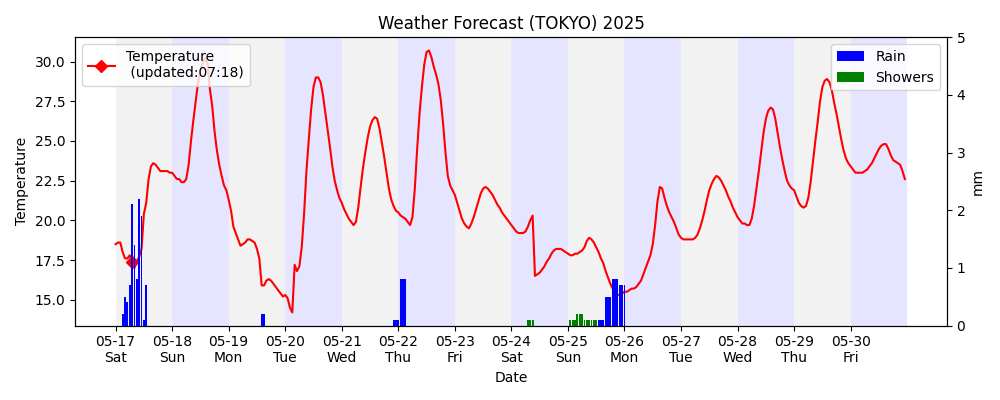 Weather Forecast (TOKYO) 2025
Temperature
(updated:07:18)
Rain
Showers
Temperature
30.0
27.5
25.0
22.5
20.0
17.5
15.0
5
4
3
2
1
0
mm
05-17 05-18 05-19 05-20 05-21 05-22 05-23 05-24 05-25 05-26 05-27 05-28 05-29 05-30
Sat Sun Mon Tue Wed Thu Fri Sat Sun Mon Tue Wed Thu Fri
Date